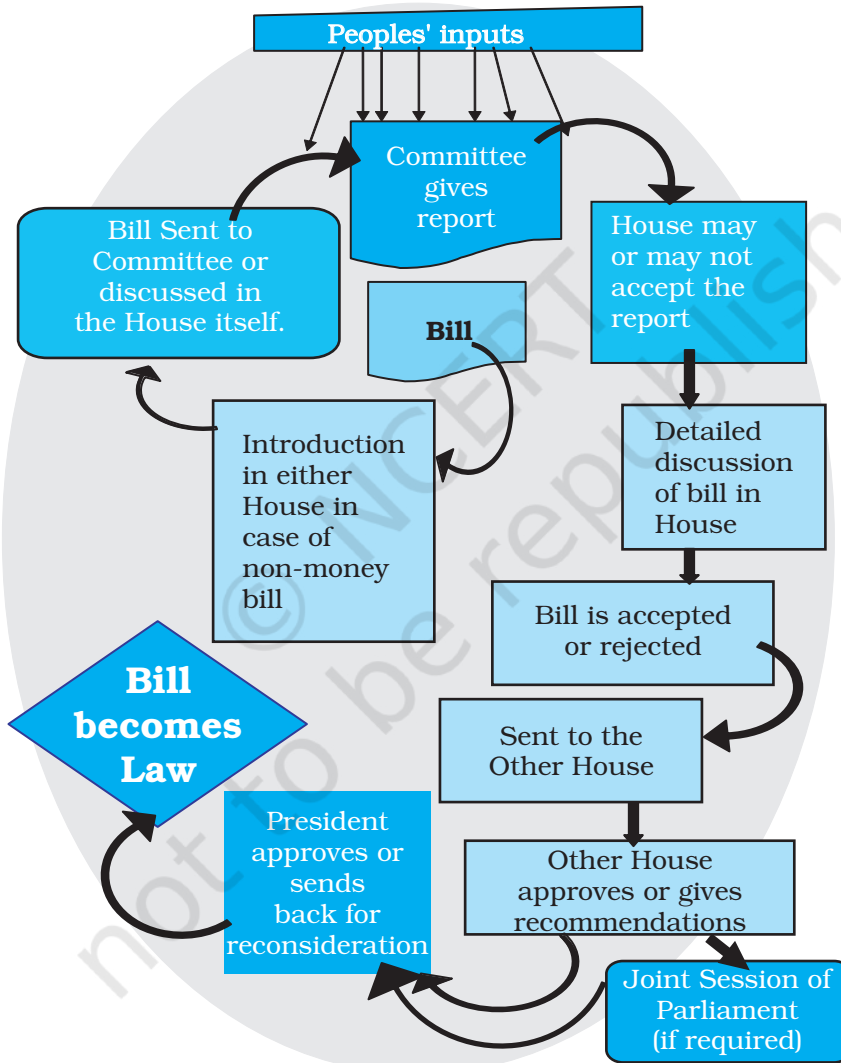 Peoples' inputs
Committee
gives
report
Bill Sent to
Committee or
discussed in
the House itself.
House may
or may not
accept the
report
Bill
Introduction
in either
House in
case of
non-money
bill
Detailed
discussion
of bill in
House
Bill is accepted
or rejected
Sent to the
Other House
Other House
approves or gives
recommendations
Joint Session of
Parliament
(if required)
President
approves or
sends
back for
reconsideration
Bill
becomes
Law
© NCERT
not to be republish